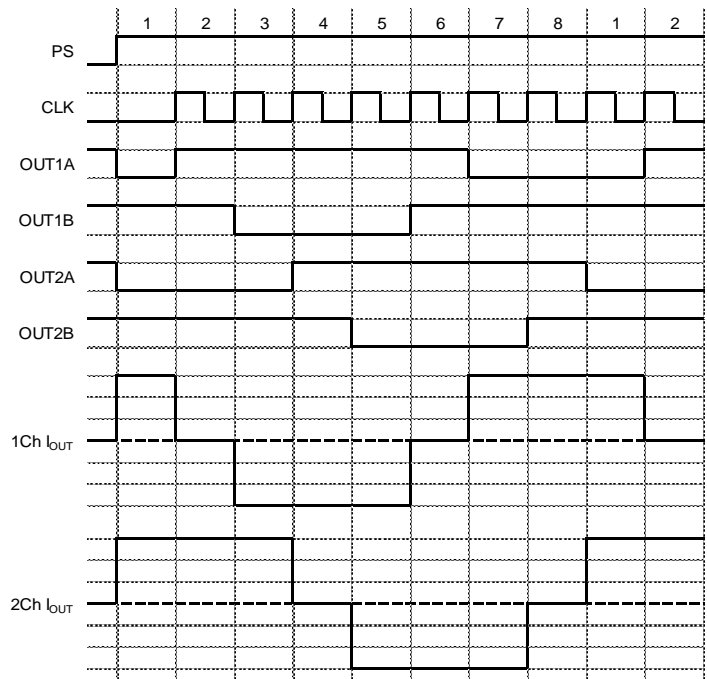 1 2 3 4 5 6 7 8 1 2
PS
CLK
OUT1A
OUT1B
OUT2A
OUT2B
1Ch IOUT
2Ch IOUT